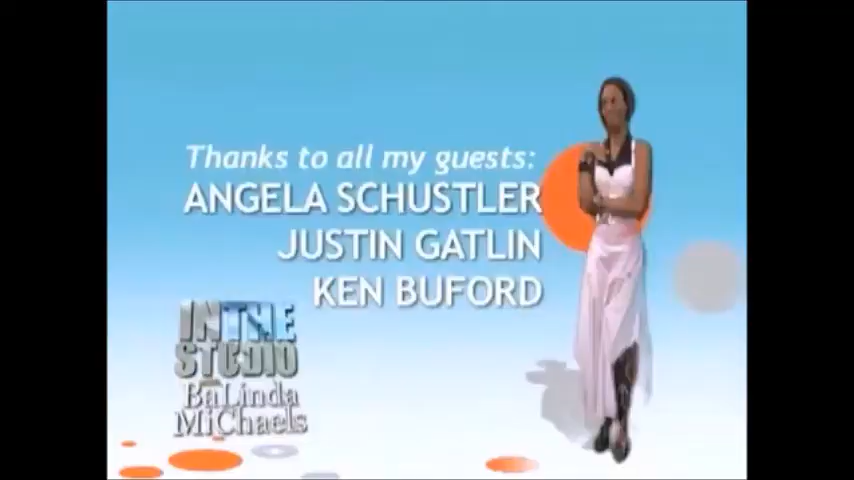 Thanks to all my guests:
ANGELA SCHUSTLER
JUSTIN GATLIN
KEN BUFORD
IN THE
STUDIO
BaLinda
MiChaels